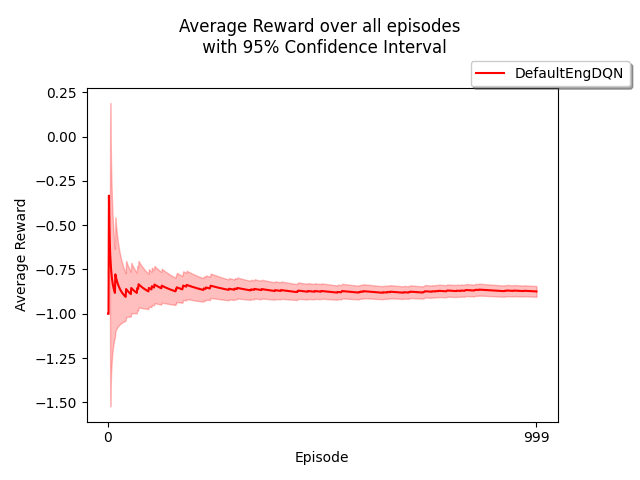 Average Reward over all episodes
with 95% Confidence Interval
DefaultEngDQN
0.25
0.00
−0.25
−0.50
−0.75
−1.00
−1.25
−1.50
Average Reward
0
999
Episode